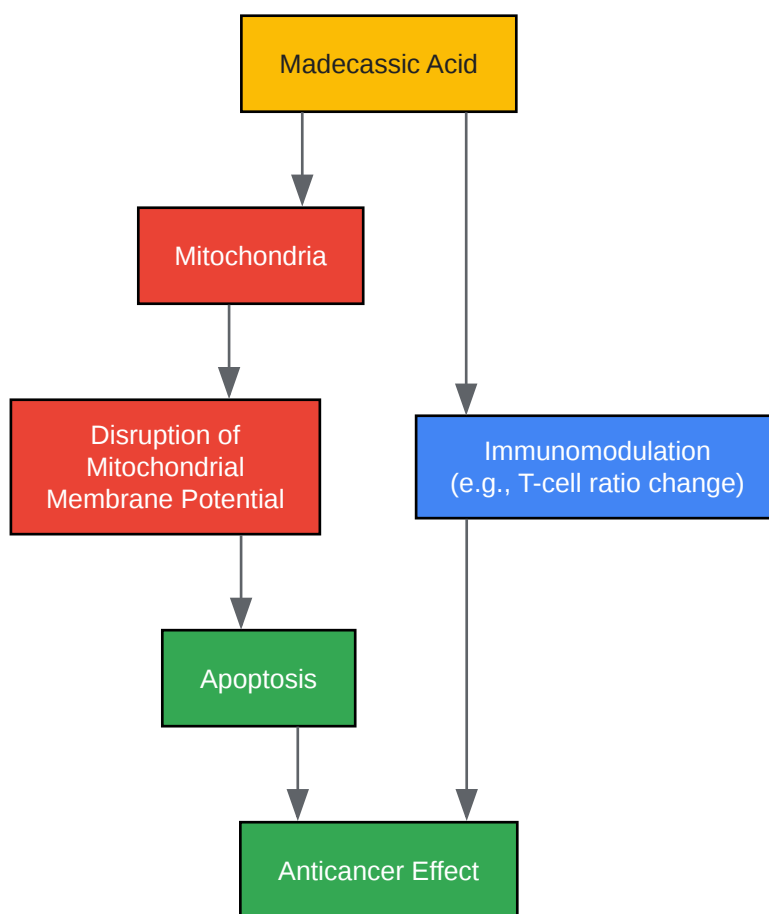 Madecassic Acid
Mitochondria
Disruption of
Mitochondrial
Membrane Potential
Immunomodulation
(e.g., T-cell ratio change)
Apoptosis
Anticancer Effect